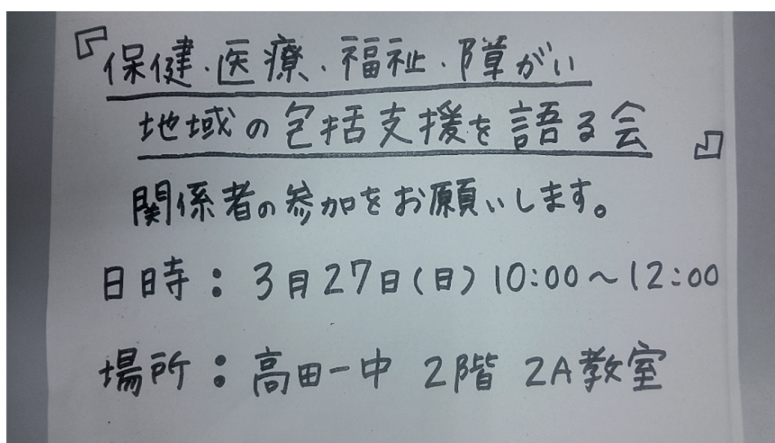 『保健・医療・福祉・障がい
地域の包括支援を語る会』
関係者の参加をお願いします。
日時：3月27日(日)10:00〜12:00
場所：高田一中 2階 2A教室